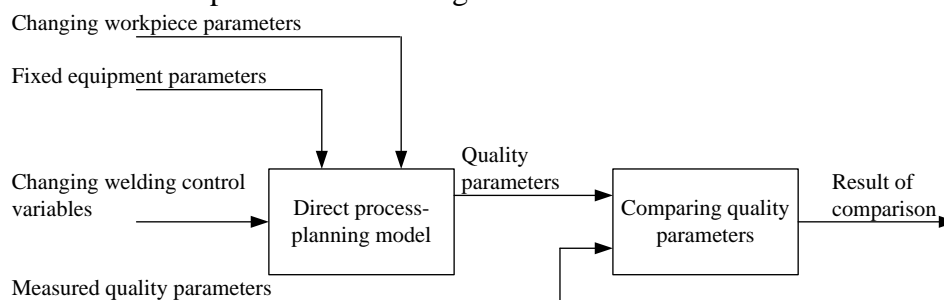 Changing workpiece parameters
Fixed equipment parameters
Changing welding control
variables
Direct process-
planning model
Quality
parameters
Comparing quality
parameters
Result of
comparison
Measured quality parameters